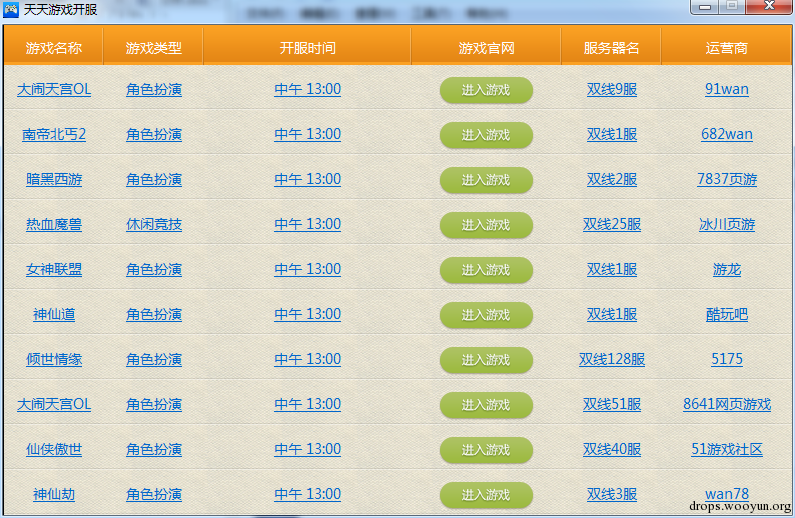 天天游戏开服
游戏名称 游戏类型 开服时间 游戏官网 服务器名 运营商
大闹天宫OL 角色扮演 中午 13:00 进入游戏 双线9服 91wan
南帝北丐2 角色扮演 中午 13:00 进入游戏 双线1服 682wan
暗黑西游 角色扮演 中午 13:00 进入游戏 双线2服 7837页游
热血魔兽 休闲竞技 中午 13:00 进入游戏 双线25服 冰川页游
女神联盟 角色扮演 中午 13:00 进入游戏 双线1服 游龙
神仙道 角色扮演 中午 13:00 进入游戏 双线1服 酷玩吧
倾世情缘 角色扮演 中午 13:00 进入游戏 双线128服 5175
大闹天宫OL 角色扮演 中午 13:00 进入游戏 双线51服 8641网页游戏
仙侠傲世 角色扮演 中午 13:00 进入游戏 双线40服 51游戏社区
神仙劫 角色扮演 中午 13:00 进入游戏 双线3服 wan78
drops.wooyun.org